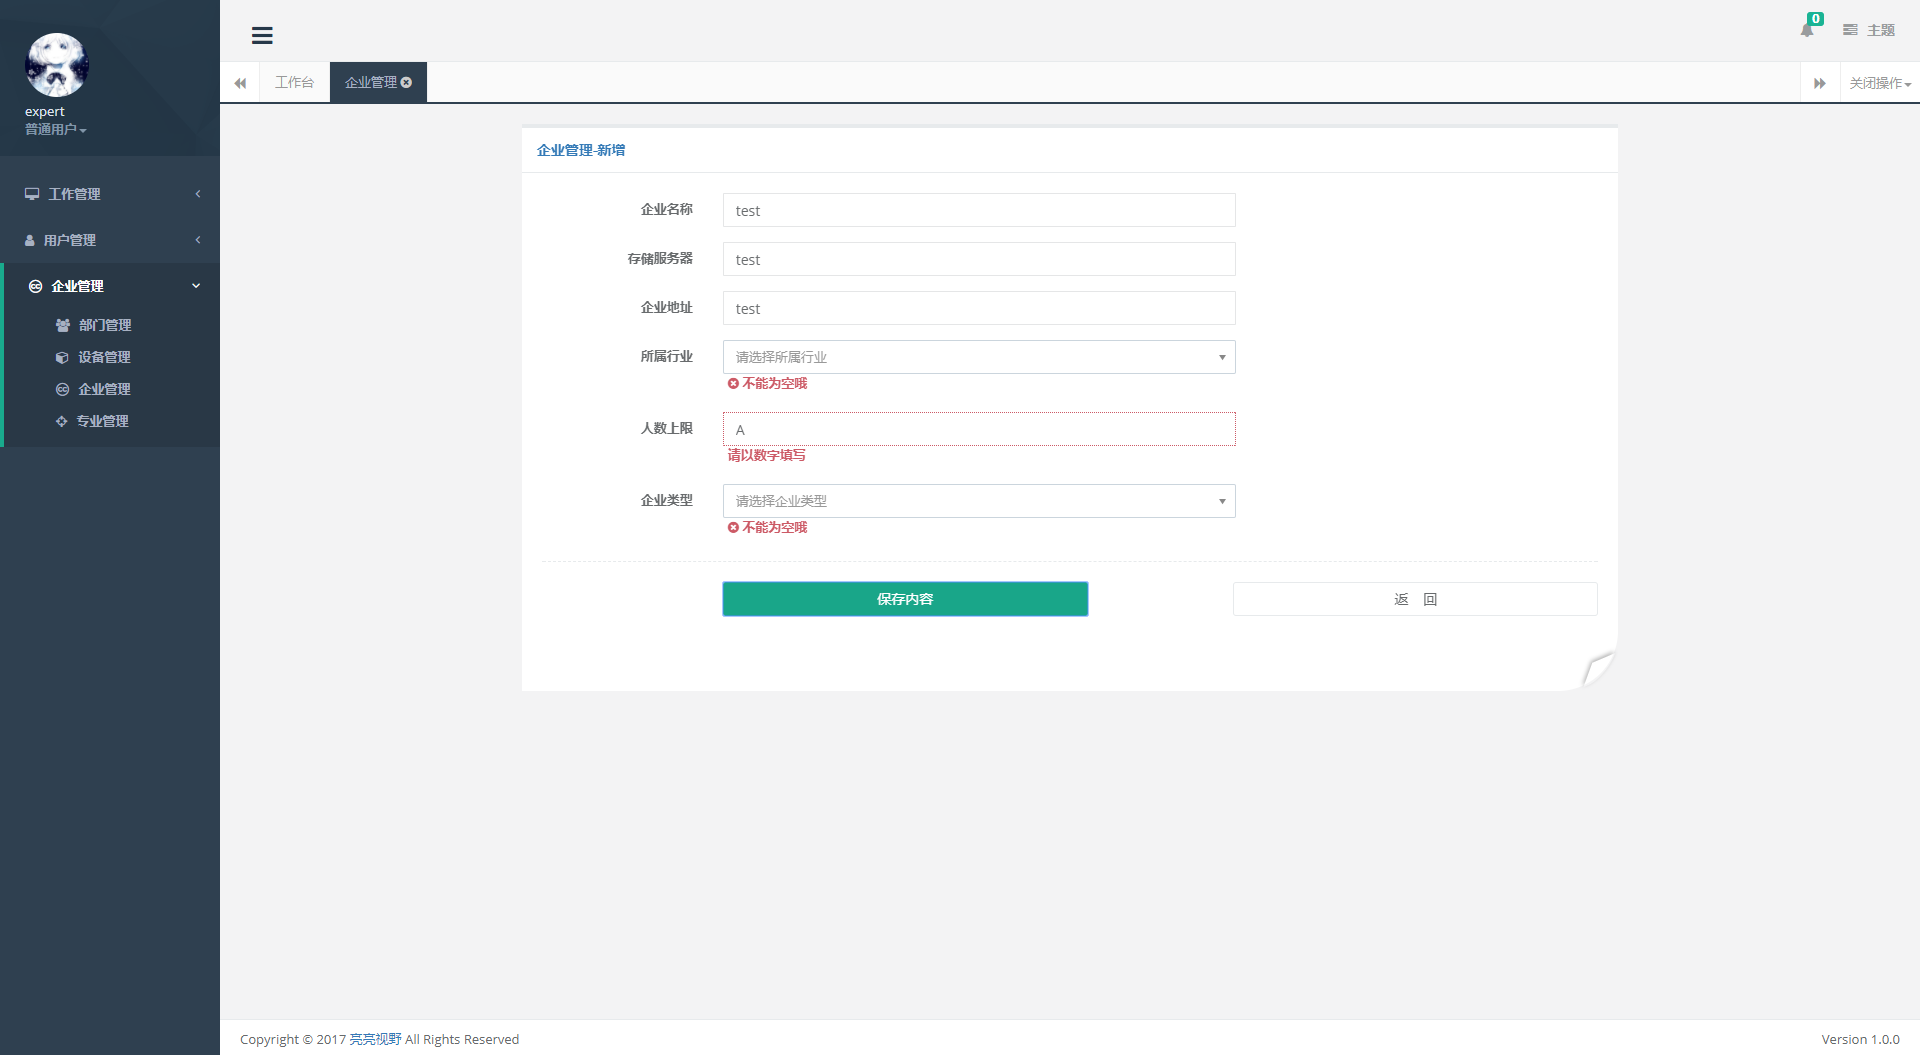 expert
普通用户
工作管理
用户管理
企业管理
部门管理
设备管理
企业管理
专业管理
0
主题
工作台
企业管理
关闭操作
企业管理-新增
企业名称 test
存储服务器 test
企业地址 test
所属行业 请选择所属行业
不能为空哦
人数上限 A
请以数字填写
企业类型 请选择企业类型
不能为空哦
保存内容
返 回
Copyright © 2017 亮亮视野 All Rights Reserved
Version 1.0.0